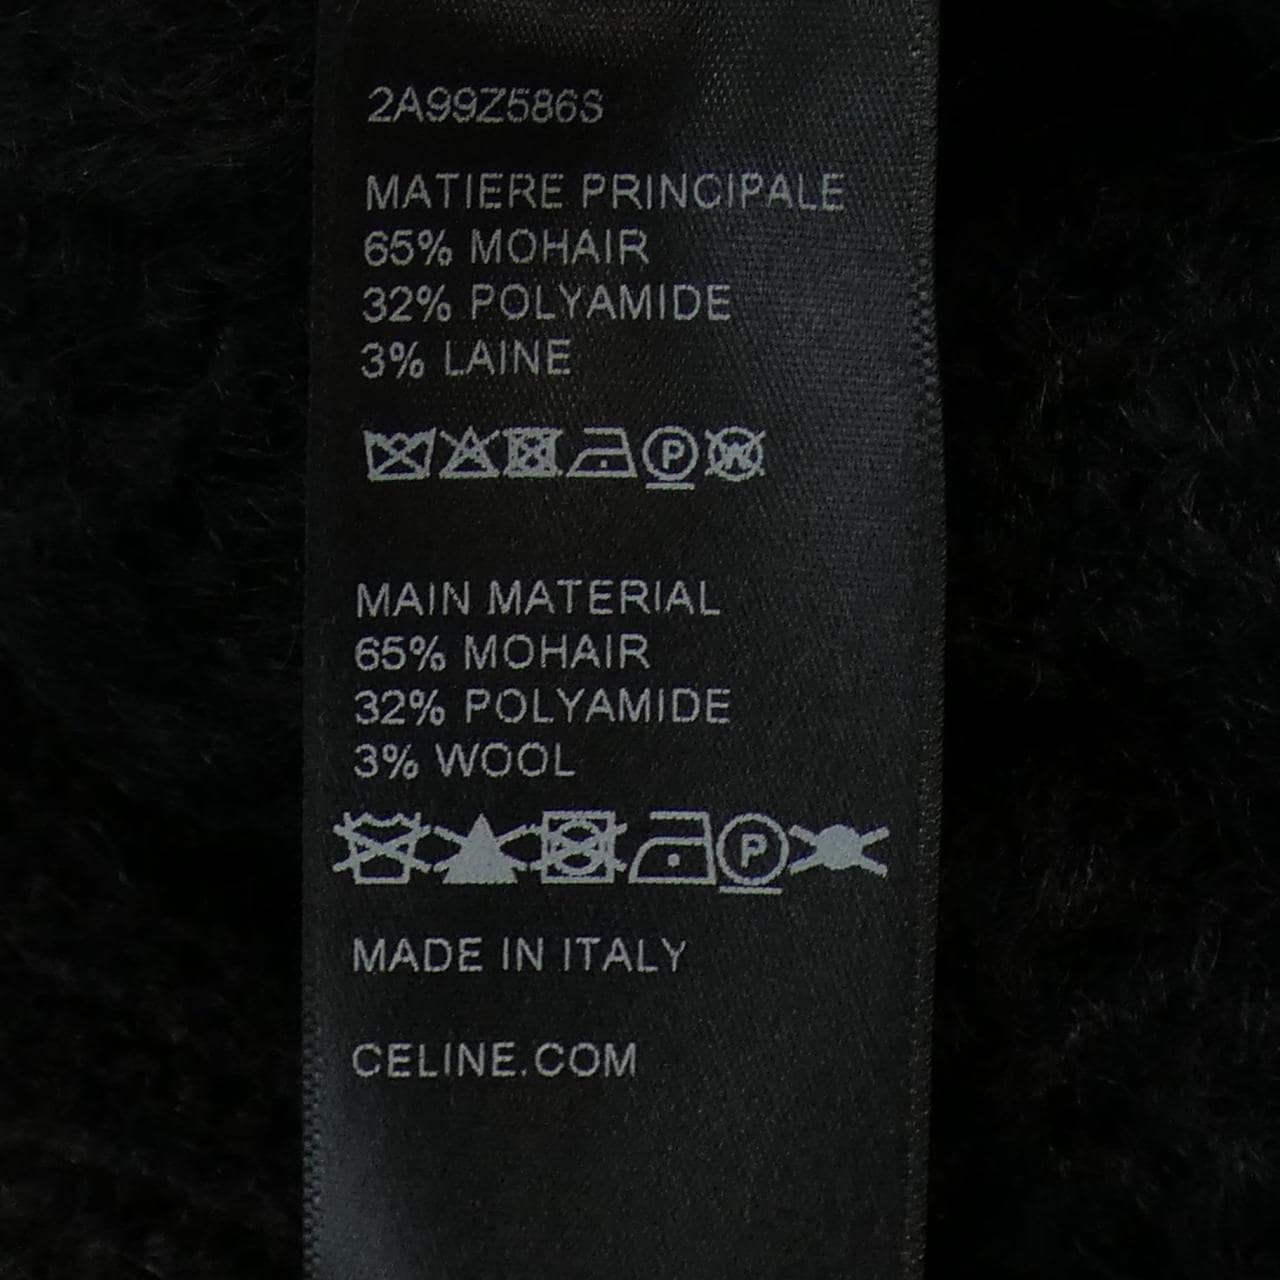 2A99Z586S
MATIERE PRINCIPALE
65% MOHAIR
32% POLYAMIDE
3% LAINE
P W
MAIN MATERIAL
65% MOHAIR
32% POLYAMIDE
3% WOOL
P
MADE IN ITALY
CELINE.COM